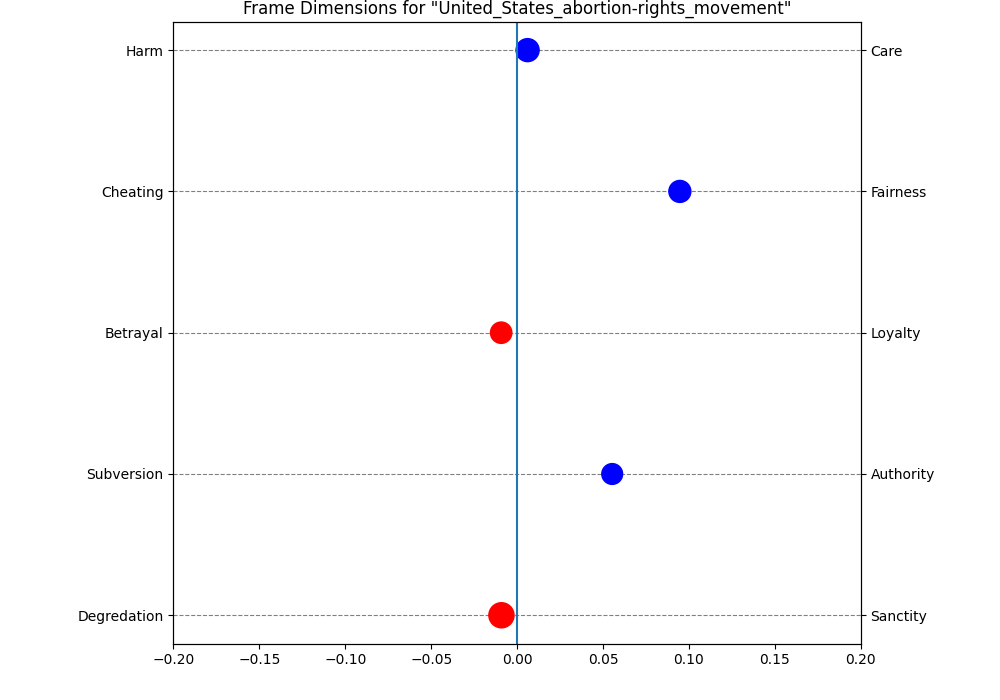 Frame Dimensions for "United_States_abortion-rights_movement"
Harm Care
Cheating Fairness
Betrayal Loyalty
Subversion Authority
Degredation Sanctity
−0.20 −0.15 −0.10 −0.05 0.00 0.05 0.10 0.15 0.20